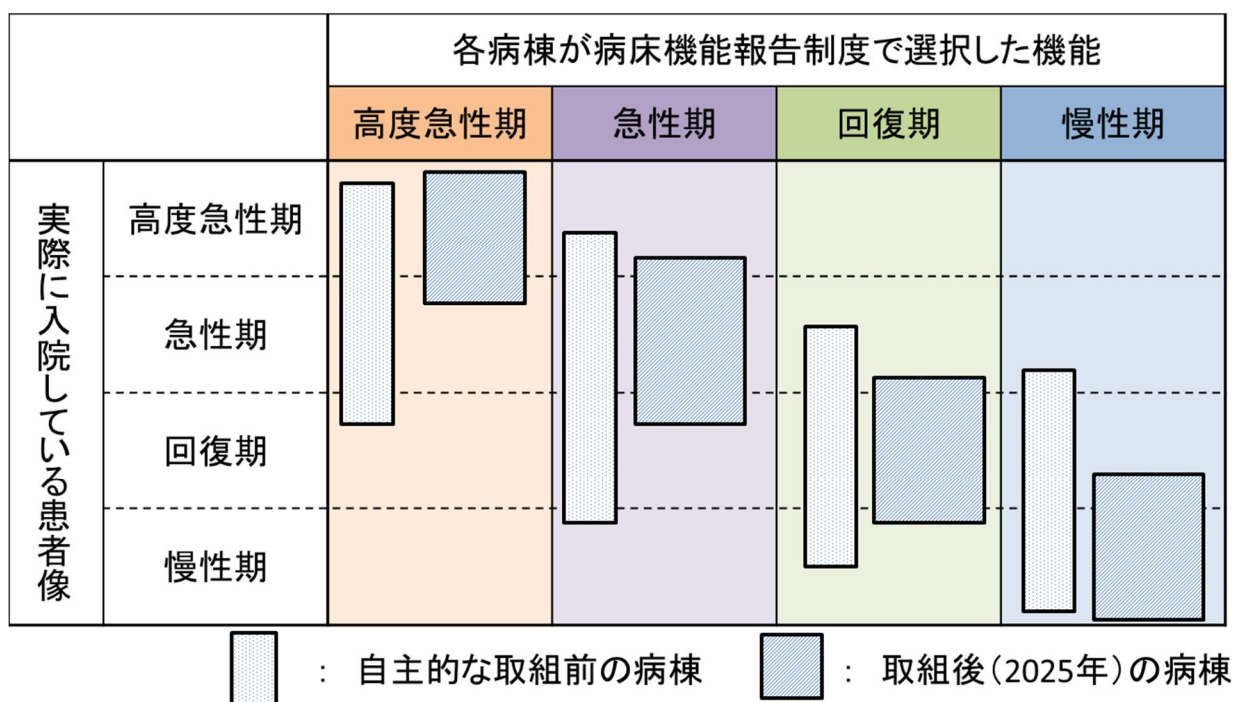 各病棟が病床機能報告制度で選択した機能
高度急性期
急性期
回復期
慢性期
実際に入院している患者像
高度急性期
急性期
回復期
慢性期
： 自主的な取組前の病棟
： 取組後（2025年）の病棟